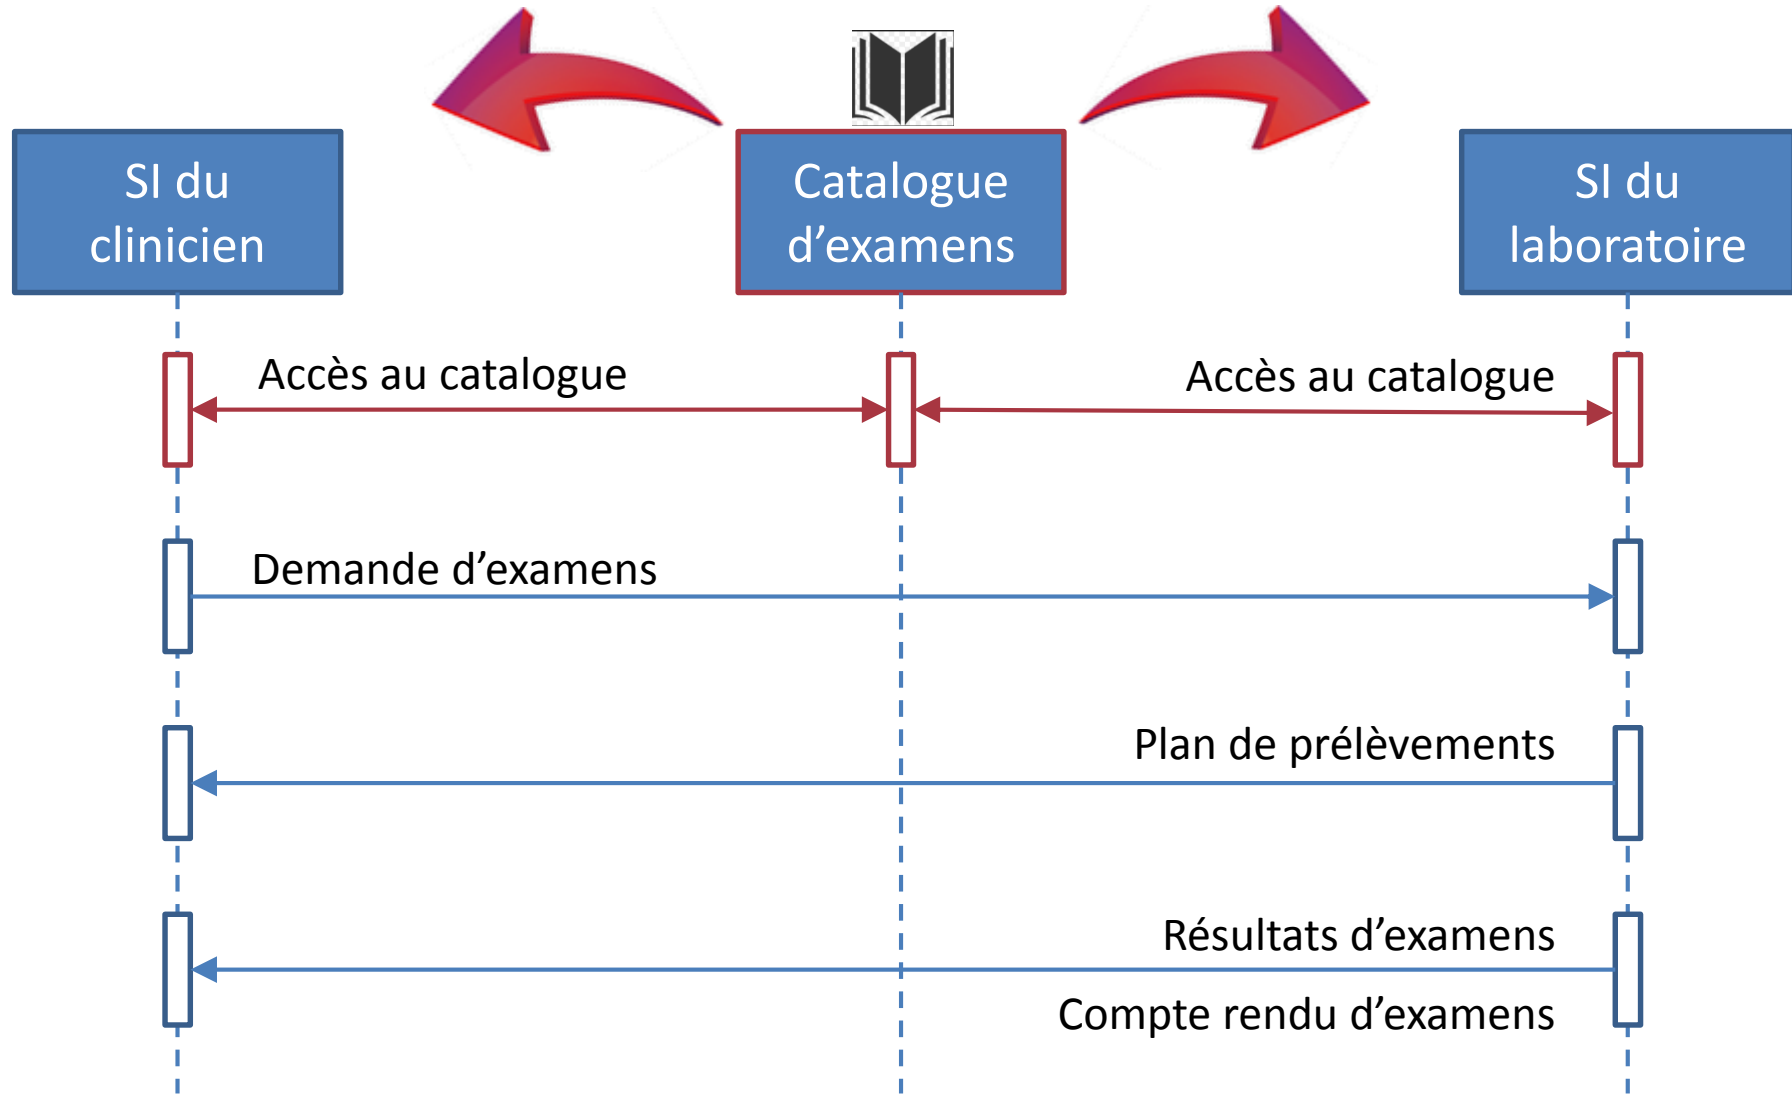 SI du
clinicien
Catalogue
d’examens
SI du
laboratoire
Accès au catalogue
Accès au catalogue
Demande d’examens
Plan de prélèvements
Résultats d’examens
Compte rendu d’examens